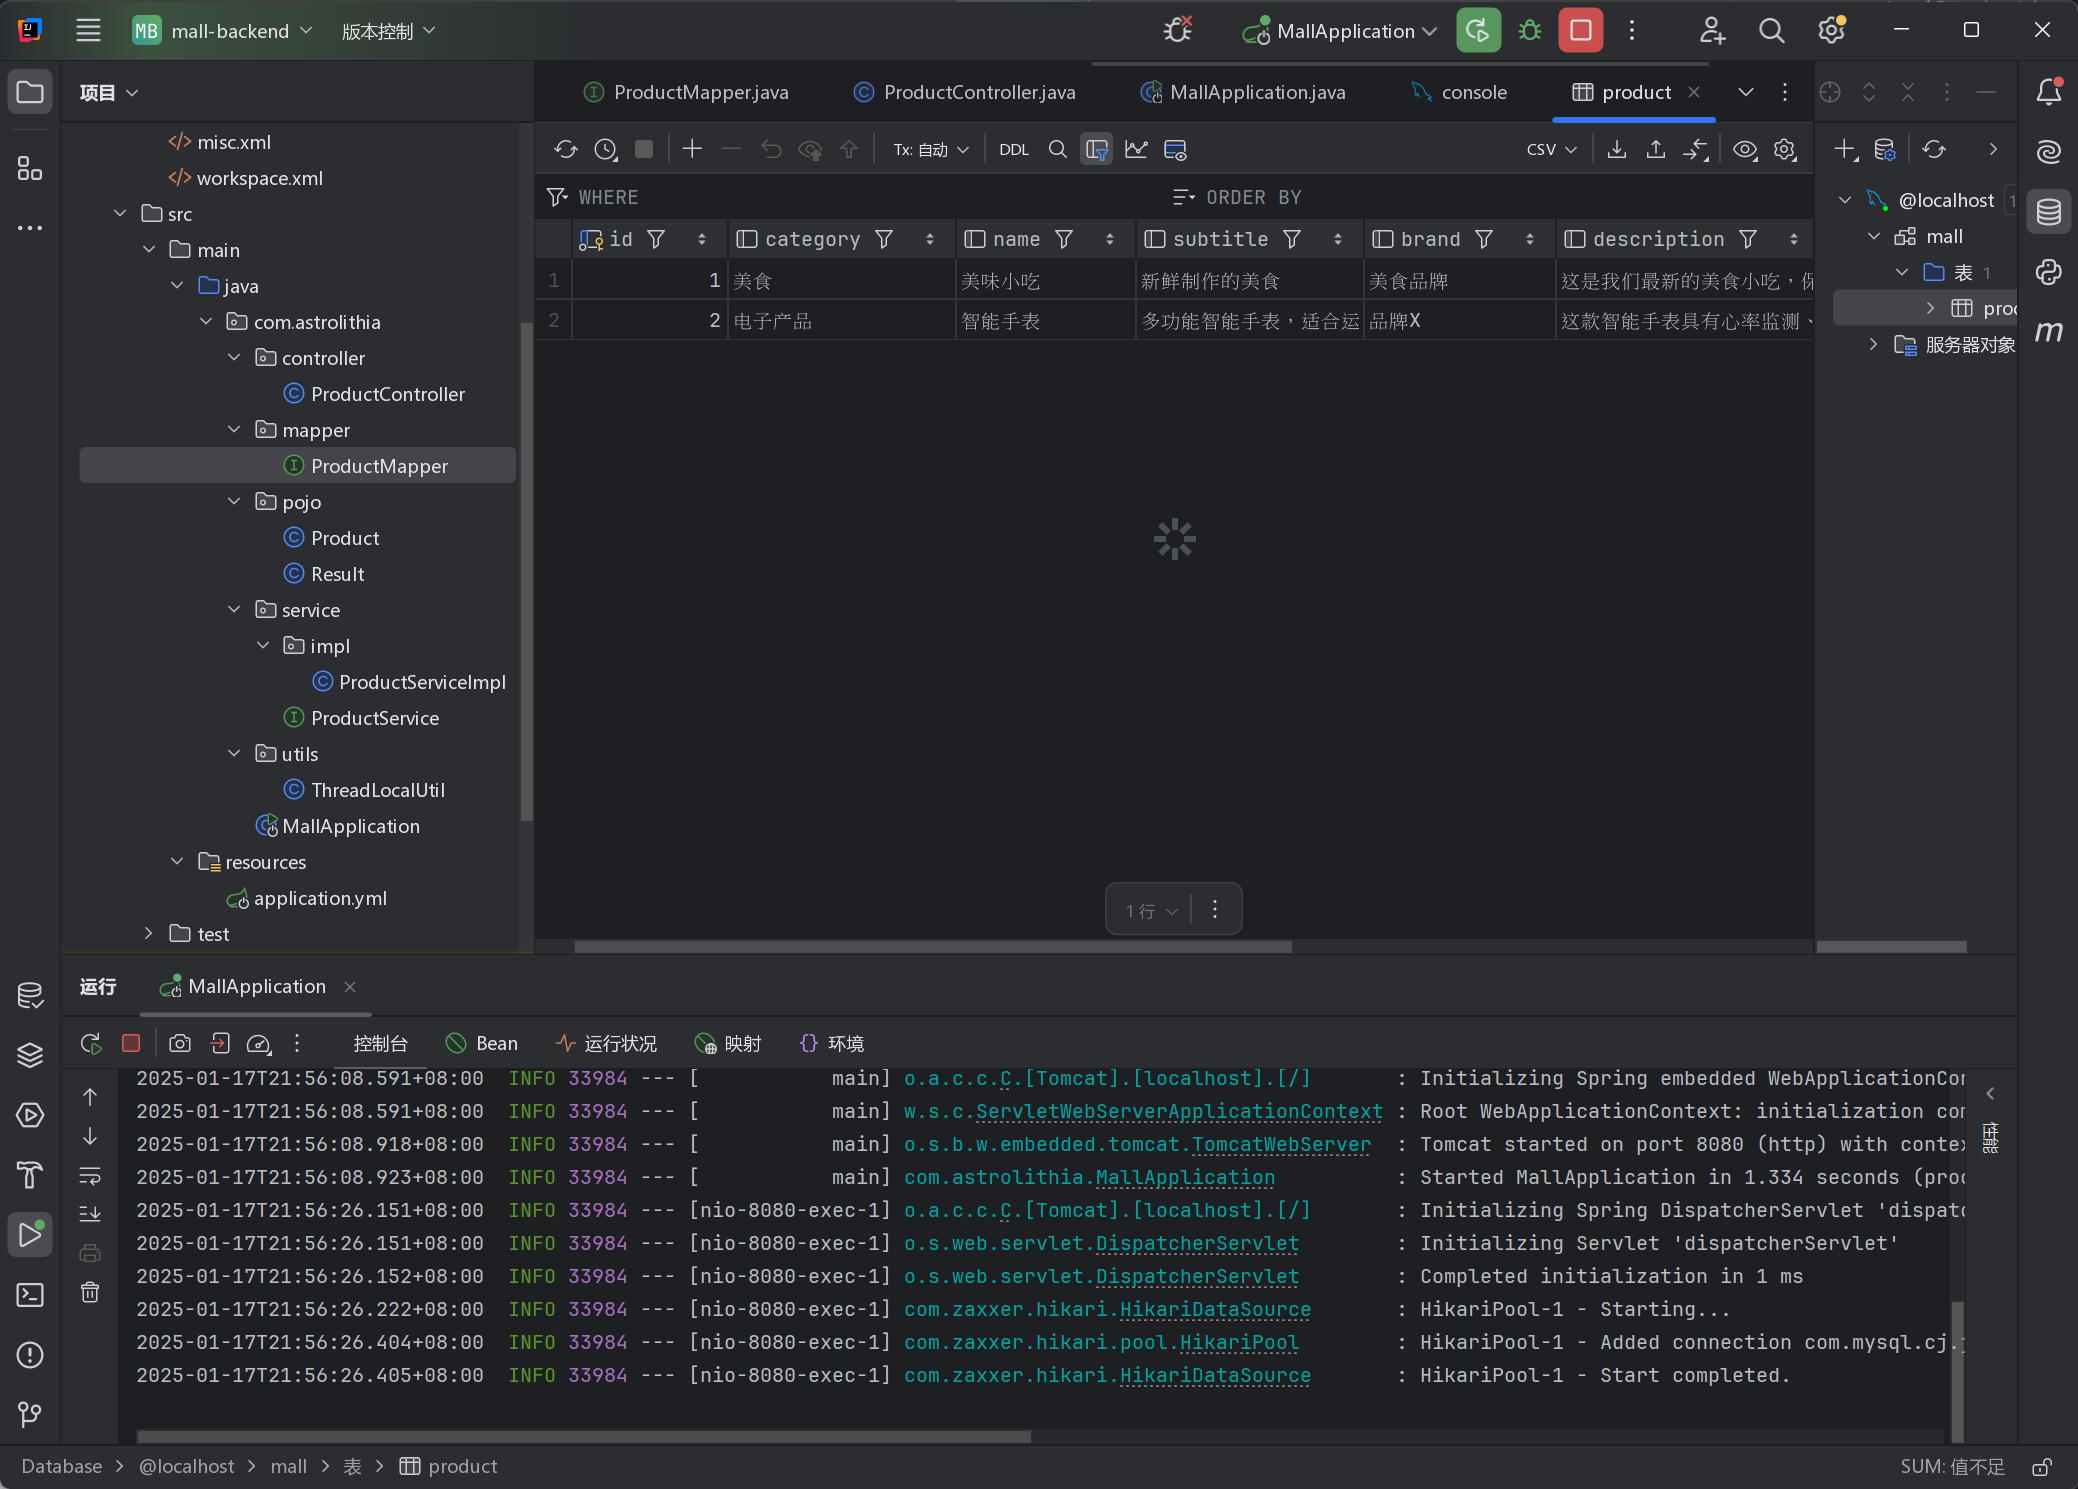 MB mall-backend 版本控制 MallApplication
项目
misc.xml
workspace.xml
src
main
java
com.astrolithia
controller
ProductController
mapper
ProductMapper
pojo
Product
Result
service
impl
ProductServiceImpl
ProductService
utils
ThreadLocalUtil
MallApplication
resources
application.yml
test
ProductMapper.java ProductController.java MallApplication.java console product
Tx: 自动 DDL CSV
WHERE ORDER BY
id category name subtitle brand description
1 1 美食 美味小吃 新鲜制作的美食 美食品牌 这是我们最新的美食小吃，保
2 2 电子产品 智能手表 多功能智能手表，适合运 品牌X 这款智能手表具有心率监测、
1 行
@localhost 1
mall
表 1
proc
服务器对象
运行 MallApplication
控制台 Bean 运行状况 映射 环境
2025-01-17T21:56:08.591+08:00 INFO 33984 --- [ main] o.a.c.c.C.[Tomcat].[localhost].[/] : Initializing Spring embedded WebApplicationCon
2025-01-17T21:56:08.591+08:00 INFO 33984 --- [ main] w.s.c.ServletWebServerApplicationContext : Root WebApplicationContext: initialization com
2025-01-17T21:56:08.918+08:00 INFO 33984 --- [ main] o.s.b.w.embedded.tomcat.TomcatWebServer : Tomcat started on port 8080 (http) with contex
2025-01-17T21:56:08.923+08:00 INFO 33984 --- [ main] com.astrolithia.MallApplication : Started MallApplication in 1.334 seconds (proc
2025-01-17T21:56:26.151+08:00 INFO 33984 --- [nio-8080-exec-1] o.a.c.c.C.[Tomcat].[localhost].[/] : Initializing Spring DispatcherServlet 'dispatc
2025-01-17T21:56:26.151+08:00 INFO 33984 --- [nio-8080-exec-1] o.s.web.servlet.DispatcherServlet : Initializing Servlet 'dispatcherServlet'
2025-01-17T21:56:26.152+08:00 INFO 33984 --- [nio-8080-exec-1] o.s.web.servlet.DispatcherServlet : Completed initialization in 1 ms
2025-01-17T21:56:26.222+08:00 INFO 33984 --- [nio-8080-exec-1] com.zaxxer.hikari.HikariDataSource : HikariPool-1 - Starting...
2025-01-17T21:56:26.404+08:00 INFO 33984 --- [nio-8080-exec-1] com.zaxxer.hikari.pool.HikariPool : HikariPool-1 - Added connection com.mysql.cj.j
2025-01-17T21:56:26.405+08:00 INFO 33984 --- [nio-8080-exec-1] com.zaxxer.hikari.HikariDataSource : HikariPool-1 - Start completed.
任务
Database > @localhost > mall > 表 > product
SUM: 值不足